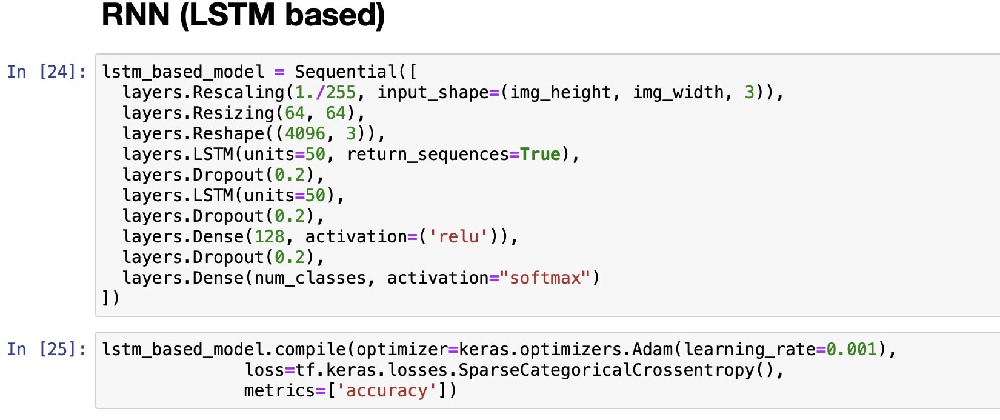 RNN (LSTM based)
In [24]: lstm_based_model = Sequential([
  layers.Rescaling(1./255, input_shape=(img_height, img_width, 3)),
  layers.Resizing(64, 64),
  layers.Reshape((4096, 3)),
  layers.LSTM(units=50, return_sequences=True),
  layers.Dropout(0.2),
  layers.LSTM(units=50),
  layers.Dropout(0.2),
  layers.Dense(128, activation=('relu')),
  layers.Dropout(0.2),
  layers.Dense(num_classes, activation="softmax")
])
In [25]: lstm_based_model.compile(optimizer=keras.optimizers.Adam(learning_rate=0.001),
              loss=tf.keras.losses.SparseCategoricalCrossentropy(),
              metrics=['accuracy'])